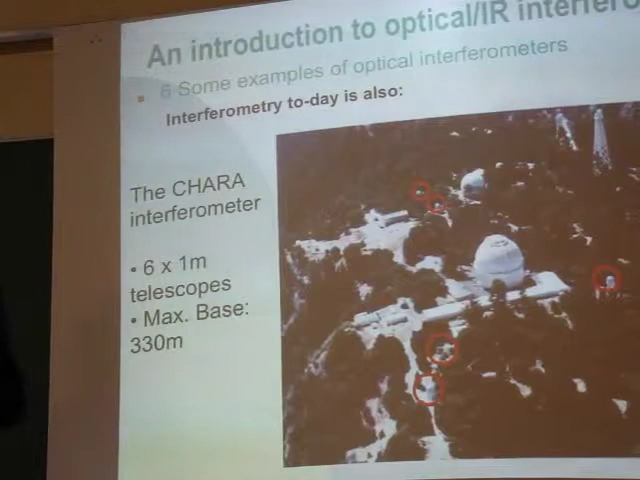 An introduction to optical/IR interfero
6 Some examples of optical interferometers
Interferometry to-day is also:
The CHARA
interferometer
• 6 x 1m
telescopes
• Max. Base:
330m